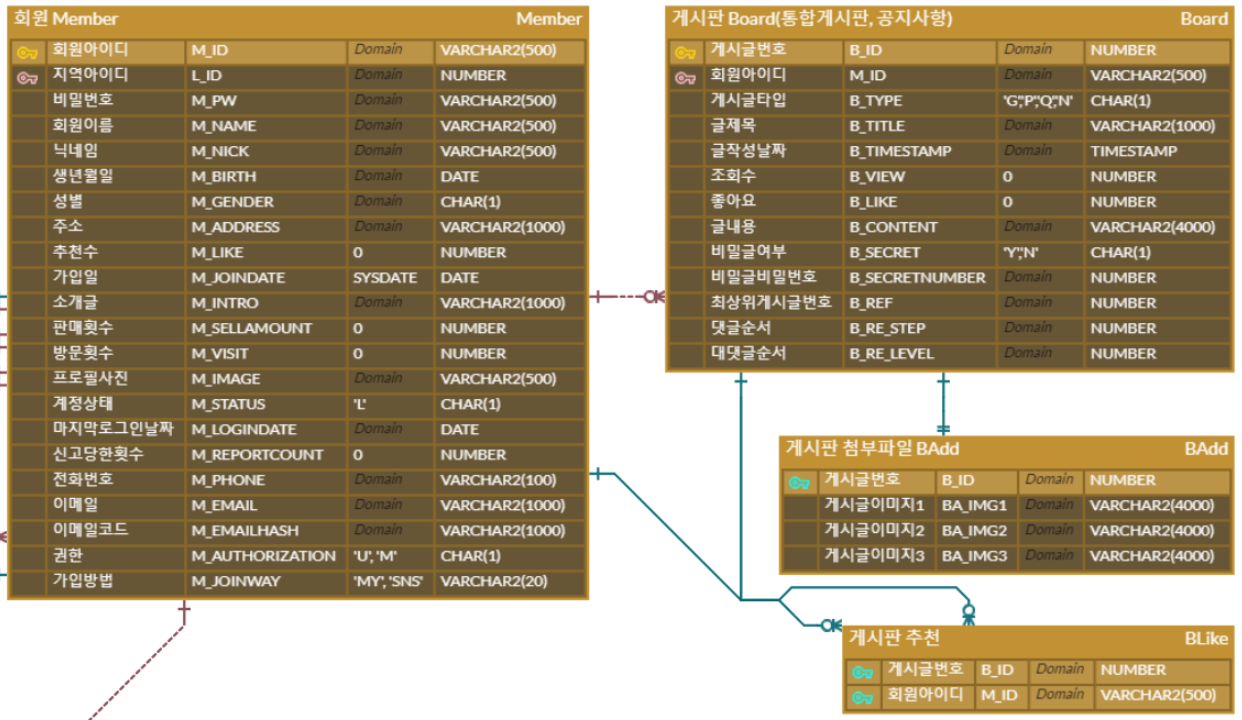 회원 Member Member
회원아이디 M_ID Domain VARCHAR2(500)
지역아이디 L_ID Domain NUMBER
비밀번호 M_PW Domain VARCHAR2(500)
회원이름 M_NAME Domain VARCHAR2(500)
닉네임 M_NICK Domain VARCHAR2(500)
생년월일 M_BIRTH Domain DATE
성별 M_GENDER Domain CHAR(1)
주소 M_ADDRESS Domain VARCHAR2(1000)
추천수 M_LIKE 0 NUMBER
가입일 M_JOINDATE SYSDATE DATE
소개글 M_INTRO Domain VARCHAR2(1000)
판매횟수 M_SELLAMOUNT 0 NUMBER
방문횟수 M_VISIT 0 NUMBER
프로필사진 M_IMAGE Domain VARCHAR2(500)
계정상태 M_STATUS 'L' CHAR(1)
마지막로그인날짜 M_LOGINDATE Domain DATE
신고당한횟수 M_REPORTCOUNT 0 NUMBER
전화번호 M_PHONE Domain VARCHAR2(100)
이메일 M_EMAIL Domain VARCHAR2(1000)
이메일코드 M_EMAILHASH Domain VARCHAR2(1000)
권한 M_AUTHORIZATION 'U', 'M' CHAR(1)
가입방법 M_JOINWAY 'MY', 'SNS' VARCHAR2(20)
게시판 Board(통합게시판, 공지사항) Board
게시글번호 B_ID Domain NUMBER
회원아이디 M_ID Domain VARCHAR2(500)
게시글타입 B_TYPE 'G','P','Q','N' CHAR(1)
글제목 B_TITLE Domain VARCHAR2(1000)
글작성날짜 B_TIMESTAMP Domain TIMESTAMP
조회수 B_VIEW 0 NUMBER
좋아요 B_LIKE 0 NUMBER
글내용 B_CONTENT Domain VARCHAR2(4000)
비밀글여부 B_SECRET 'Y','N' CHAR(1)
비밀글비밀번호 B_SECRETNUMBER Domain NUMBER
최상위게시글번호 B_REF Domain NUMBER
댓글순서 B_RE_STEP Domain NUMBER
대댓글순서 B_RE_LEVEL Domain NUMBER
게시판 첨부파일 BAdd BAdd
게시글번호 B_ID Domain NUMBER
게시글이미지1 BA_IMG1 Domain VARCHAR2(4000)
게시글이미지2 BA_IMG2 Domain VARCHAR2(4000)
게시글이미지3 BA_IMG3 Domain VARCHAR2(4000)
게시판 추천 BLike
게시글번호 B_ID Domain NUMBER
회원아이디 M_ID Domain VARCHAR2(500)